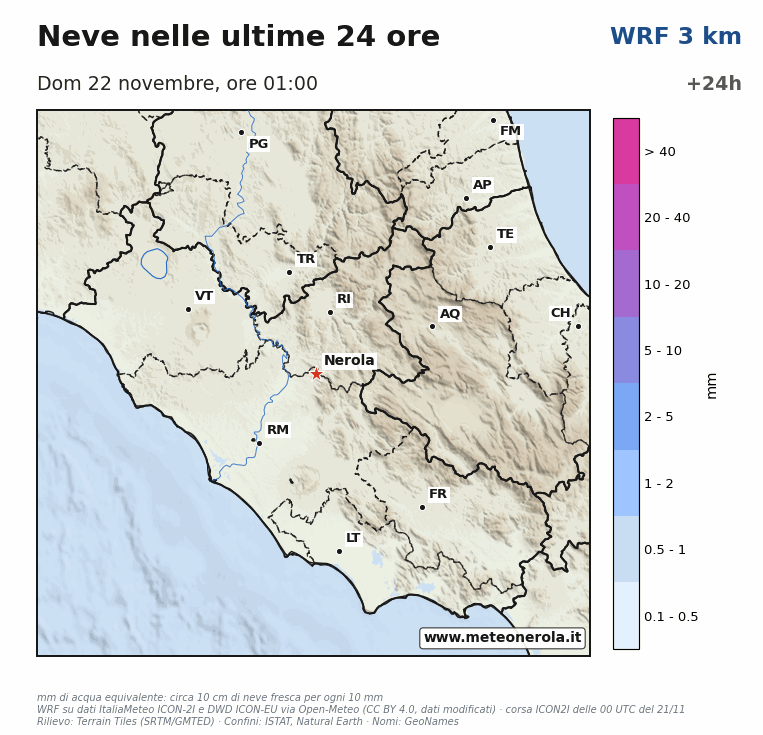 Neve nelle ultime 24 ore
WRF 3 km
Dom 22 novembre, ore 01:00
+24h
FM
PG
AP
TE
TR
VT
RI
AQ
CH
Nerola
RM
FR
LT
www.meteonerola.it
> 40
20 - 40
10 - 20
5 - 10
2 - 5
1 - 2
0.5 - 1
0.1 - 0.5
mm
mm di acqua equivalente: circa 10 cm di neve fresca per ogni 10 mm
WRF su dati ItaliaMeteo ICON-2I e DWD ICON-EU via Open-Meteo (CC BY 4.0, dati modificati) · corsa ICON2I delle 00 UTC del 21/11
Rilievo: Terrain Tiles (SRTM/GMTED) · Confini: ISTAT, Natural Earth · Nomi: GeoNames